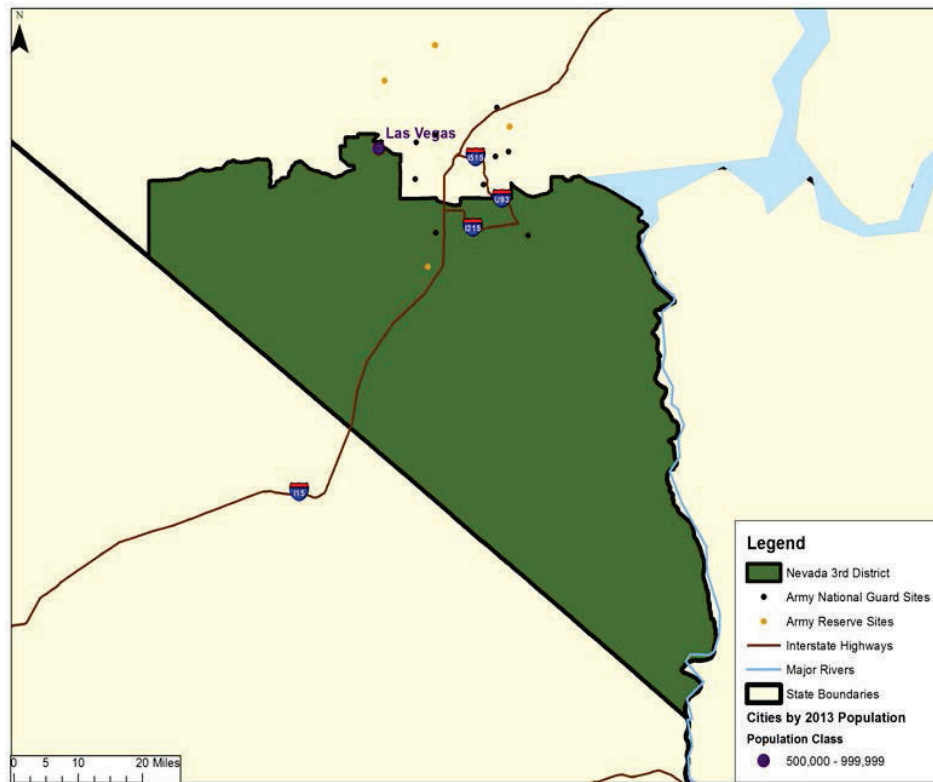 N
Las Vegas
I515
U93
I215
I15
Legend
Nevada 3rd District
Army National Guard Sites
Army Reserve Sites
Interstate Highways
Major Rivers
State Boundaries
Cities by 2013 Population
Population Class
500,000 - 999,999
0 5 10 20 Miles